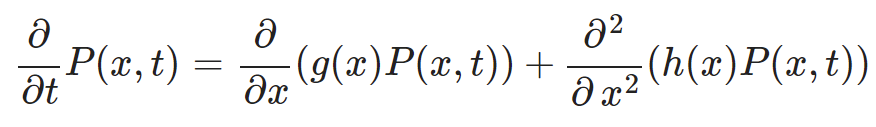 ∂/∂t P(x, t) = ∂/∂x (g(x)P(x, t)) + ∂²/∂x² (h(x)P(x, t))